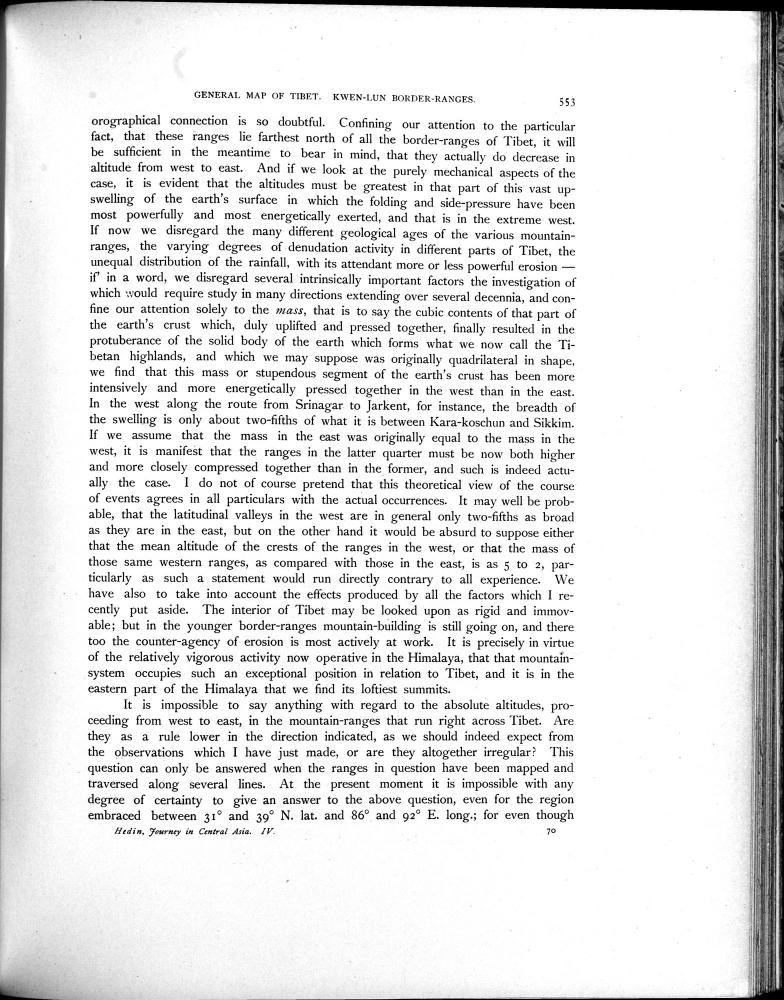 GENERAL MAP OF TIBET. KWEN-LUN BORDER-RANGES. 553
orographical connection is so doubtful. Confining our attention to the particular
fact, that these ranges lie farthest north of all the border-ranges of Tibet, it will
be sufficient in the meantime to bear in mind, that they actually do decrease in
altitude from west to east. And if we look at the purely mechanical aspects of the
case, it is evident that the altitudes must be greatest in that part of this vast up-
swelling of the earth's surface in which the folding and side-pressure have been
most powerfully and most energetically exerted, and that is in the extreme west.
If now we disregard the many different geological ages of the various mountain-
ranges, the varying degrees of denudation activity in different parts of Tibet, the
unequal distribution of the rainfall, with its attendant more or less powerful erosion —
if in a word, we disregard several intrinsically important factors the investigation of
which would require study in many directions extending over several decennia, and con-
fine our attention solely to the mass, that is to say the cubic contents of that part of
the earth's crust which, duly uplifted and pressed together, finally resulted in the
protuberance of the solid body of the earth which forms what we now call the Ti-
betan highlands, and which we may suppose was originally quadrilateral in shape,
we find that this mass or stupendous segment of the earth's crust has been more
intensively and more energetically pressed together in the west than in the east.
In the west along the route from Srinagar to Jarkent, for instance, the breadth of
the swelling is only about two-fifths of what it is between Kara-koschun and Sikkim.
If we assume that the mass in the east was originally equal to the mass in the
west, it is manifest that the ranges in the latter quarter must be now both higher
and more closely compressed together than in the former, and such is indeed actu-
ally the case. I do not of course pretend that this theoretical view of the course
of events agrees in all particulars with the actual occurrences. It may well be prob-
able, that the latitudinal valleys in the west are in general only two-fifths as broad
as they are in the east, but on the other hand it would be absurd to suppose either
that the mean altitude of the crests of the ranges in the west, or that the mass of
those same western ranges, as compared with those in the east, is as 5 to 2, par-
ticularly as such a statement would run directly contrary to all experience. We
have also to take into account the effects produced by all the factors which I re-
cently put aside. The interior of Tibet may be looked upon as rigid and immov-
able; but in the younger border-ranges mountain-building is still going on, and there
too the counter-agency of erosion is most actively at work. It is precisely in virtue
of the relatively vigorous activity now operative in the Himalaya, that that mountain-
system occupies such an exceptional position in relation to Tibet, and it is in the
eastern part of the Himalaya that we find its loftiest summits.
It is impossible to say anything with regard to the absolute altitudes, pro-
ceeding from west to east, in the mountain-ranges that run right across Tibet. Are
they as a rule lower in the direction indicated, as we should indeed expect from
the observations which I have just made, or are they altogether irregular? This
question can only be answered when the ranges in question have been mapped and
traversed along several lines. At the present moment it is impossible with any
degree of certainty to give an answer to the above question, even for the region
embraced between 31° and 39° N. lat. and 86° and 92° E. long.; for even though
Hedin, Journey in Central Asia. IV. 70